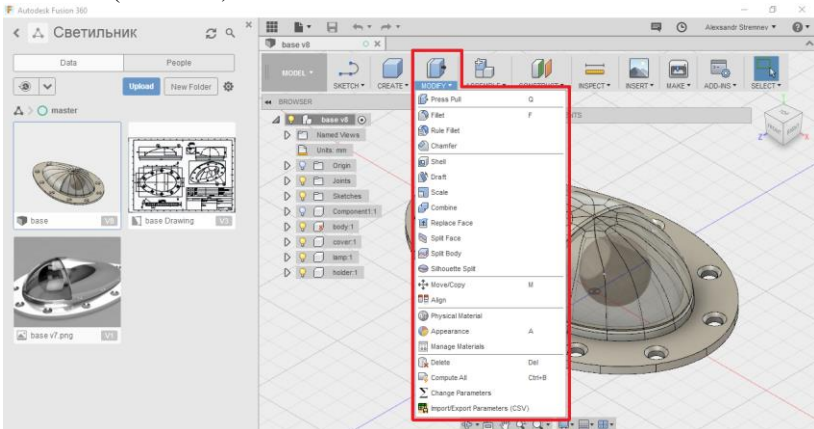 Autodesk Fusion 360
Светильник
Data
People
Upload
New Folder
master
base
V8
base Drawing
V3
base v7.png
V1
base v8
Alexsandr Stremnev
MODEL
SKETCH
CREATE
MODIFY
ASSEMBLE
CONSTRUCT
INSPECT
INSERT
MAKE
ADD-INS
SELECT
BROWSER
base v8
Named Views
Units: mm
Origin
Joints
Sketches
Component1:1
body:1
cover:1
lamp:1
holder:1
Press Pull Q
Fillet F
Rule Fillet
Chamfer
Shell
Draft
Scale
Combine
Replace Face
Split Face
Split Body
Silhouette Split
Move/Copy M
Align
Physical Material
Appearance A
Manage Materials
Delete Del
Compute All Ctrl+B
Change Parameters
Import/Export Parameters (CSV)